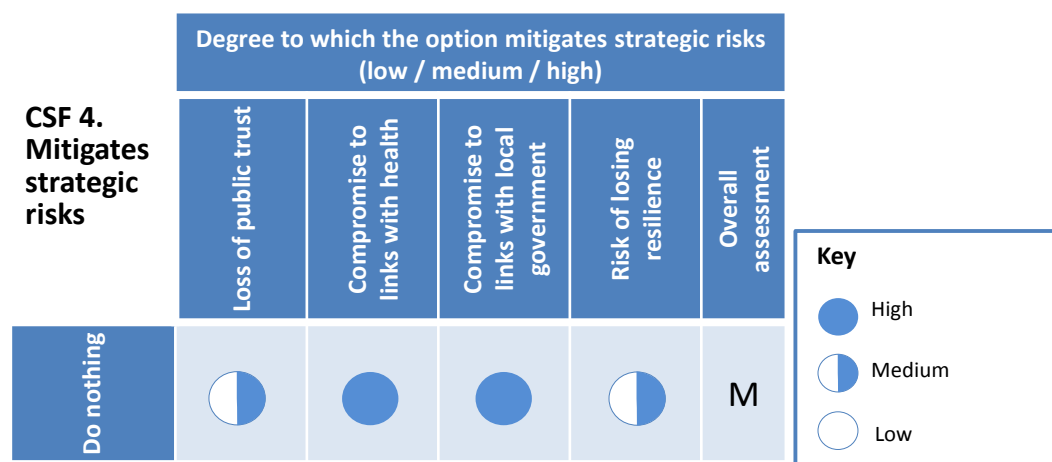 Degree to which the option mitigates strategic risks
(low / medium / high)
CSF 4.
Mitigates
strategic
risks
Loss of public trust
Compromise to
links with health
Compromise to
links with local
government
Risk of losing
resilience
Overall
assessment
Key
High
Medium
Low
Do nothing
M